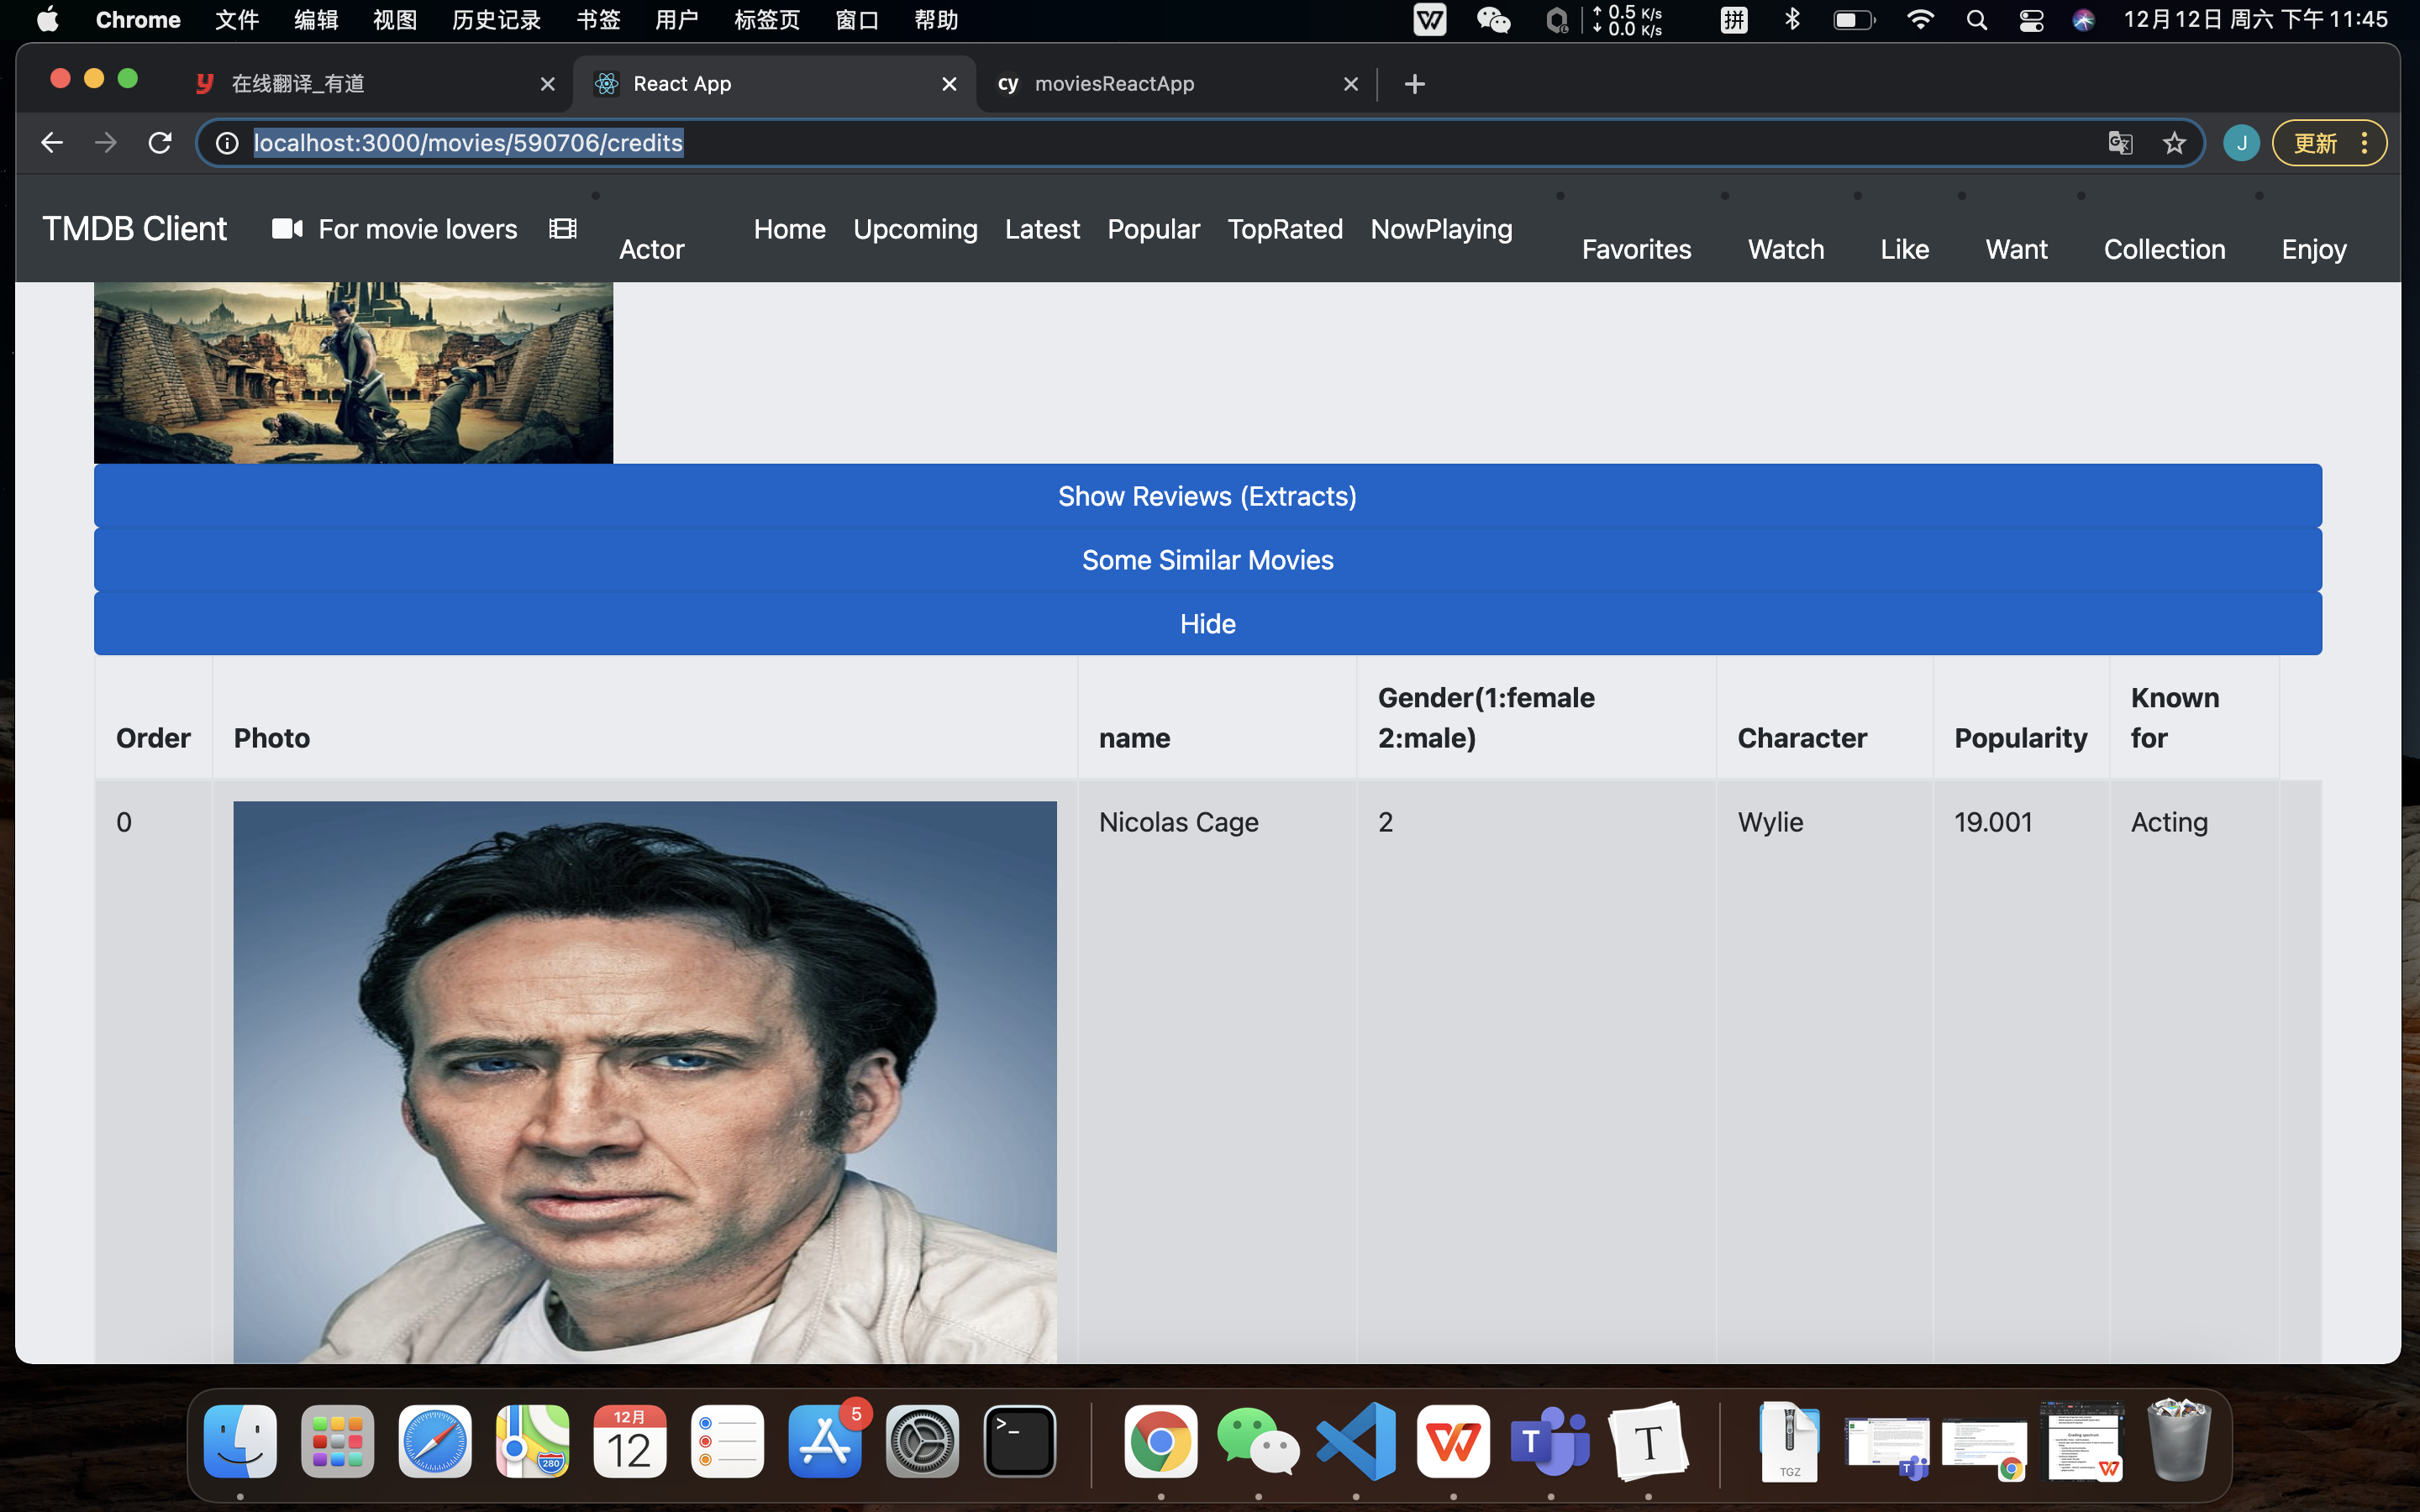 Chrome 文件 编辑 视图 历史记录 书签 用户 标签页 窗口 帮助 ↑ 0.5 K/s ↓ 0.0 K/s 拼 12月12日 周六 下午 11:45
在线翻译_有道 React App cy moviesReactApp
localhost:3000/movies/590706/credits J 更新
TMDB Client For movie lovers Actor Home Upcoming Latest Popular TopRated NowPlaying Favorites Watch Like Want Collection Enjoy
Show Reviews (Extracts)
Some Similar Movies
Hide
Order Photo name Gender(1:female 2:male) Character Popularity Known for
0 Nicolas Cage 2 Wylie 19.001 Acting
280 12月 12 5 >_ T T TGZ